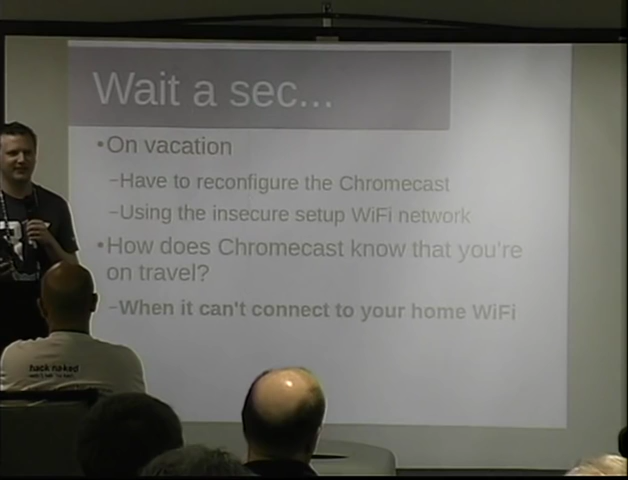 Wait a sec...
•On vacation
–Have to reconfigure the Chromecast
–Using the insecure setup WiFi network
•How does Chromecast know that you're
on travel?
–When it can't connect to your home WiFi
hack naked